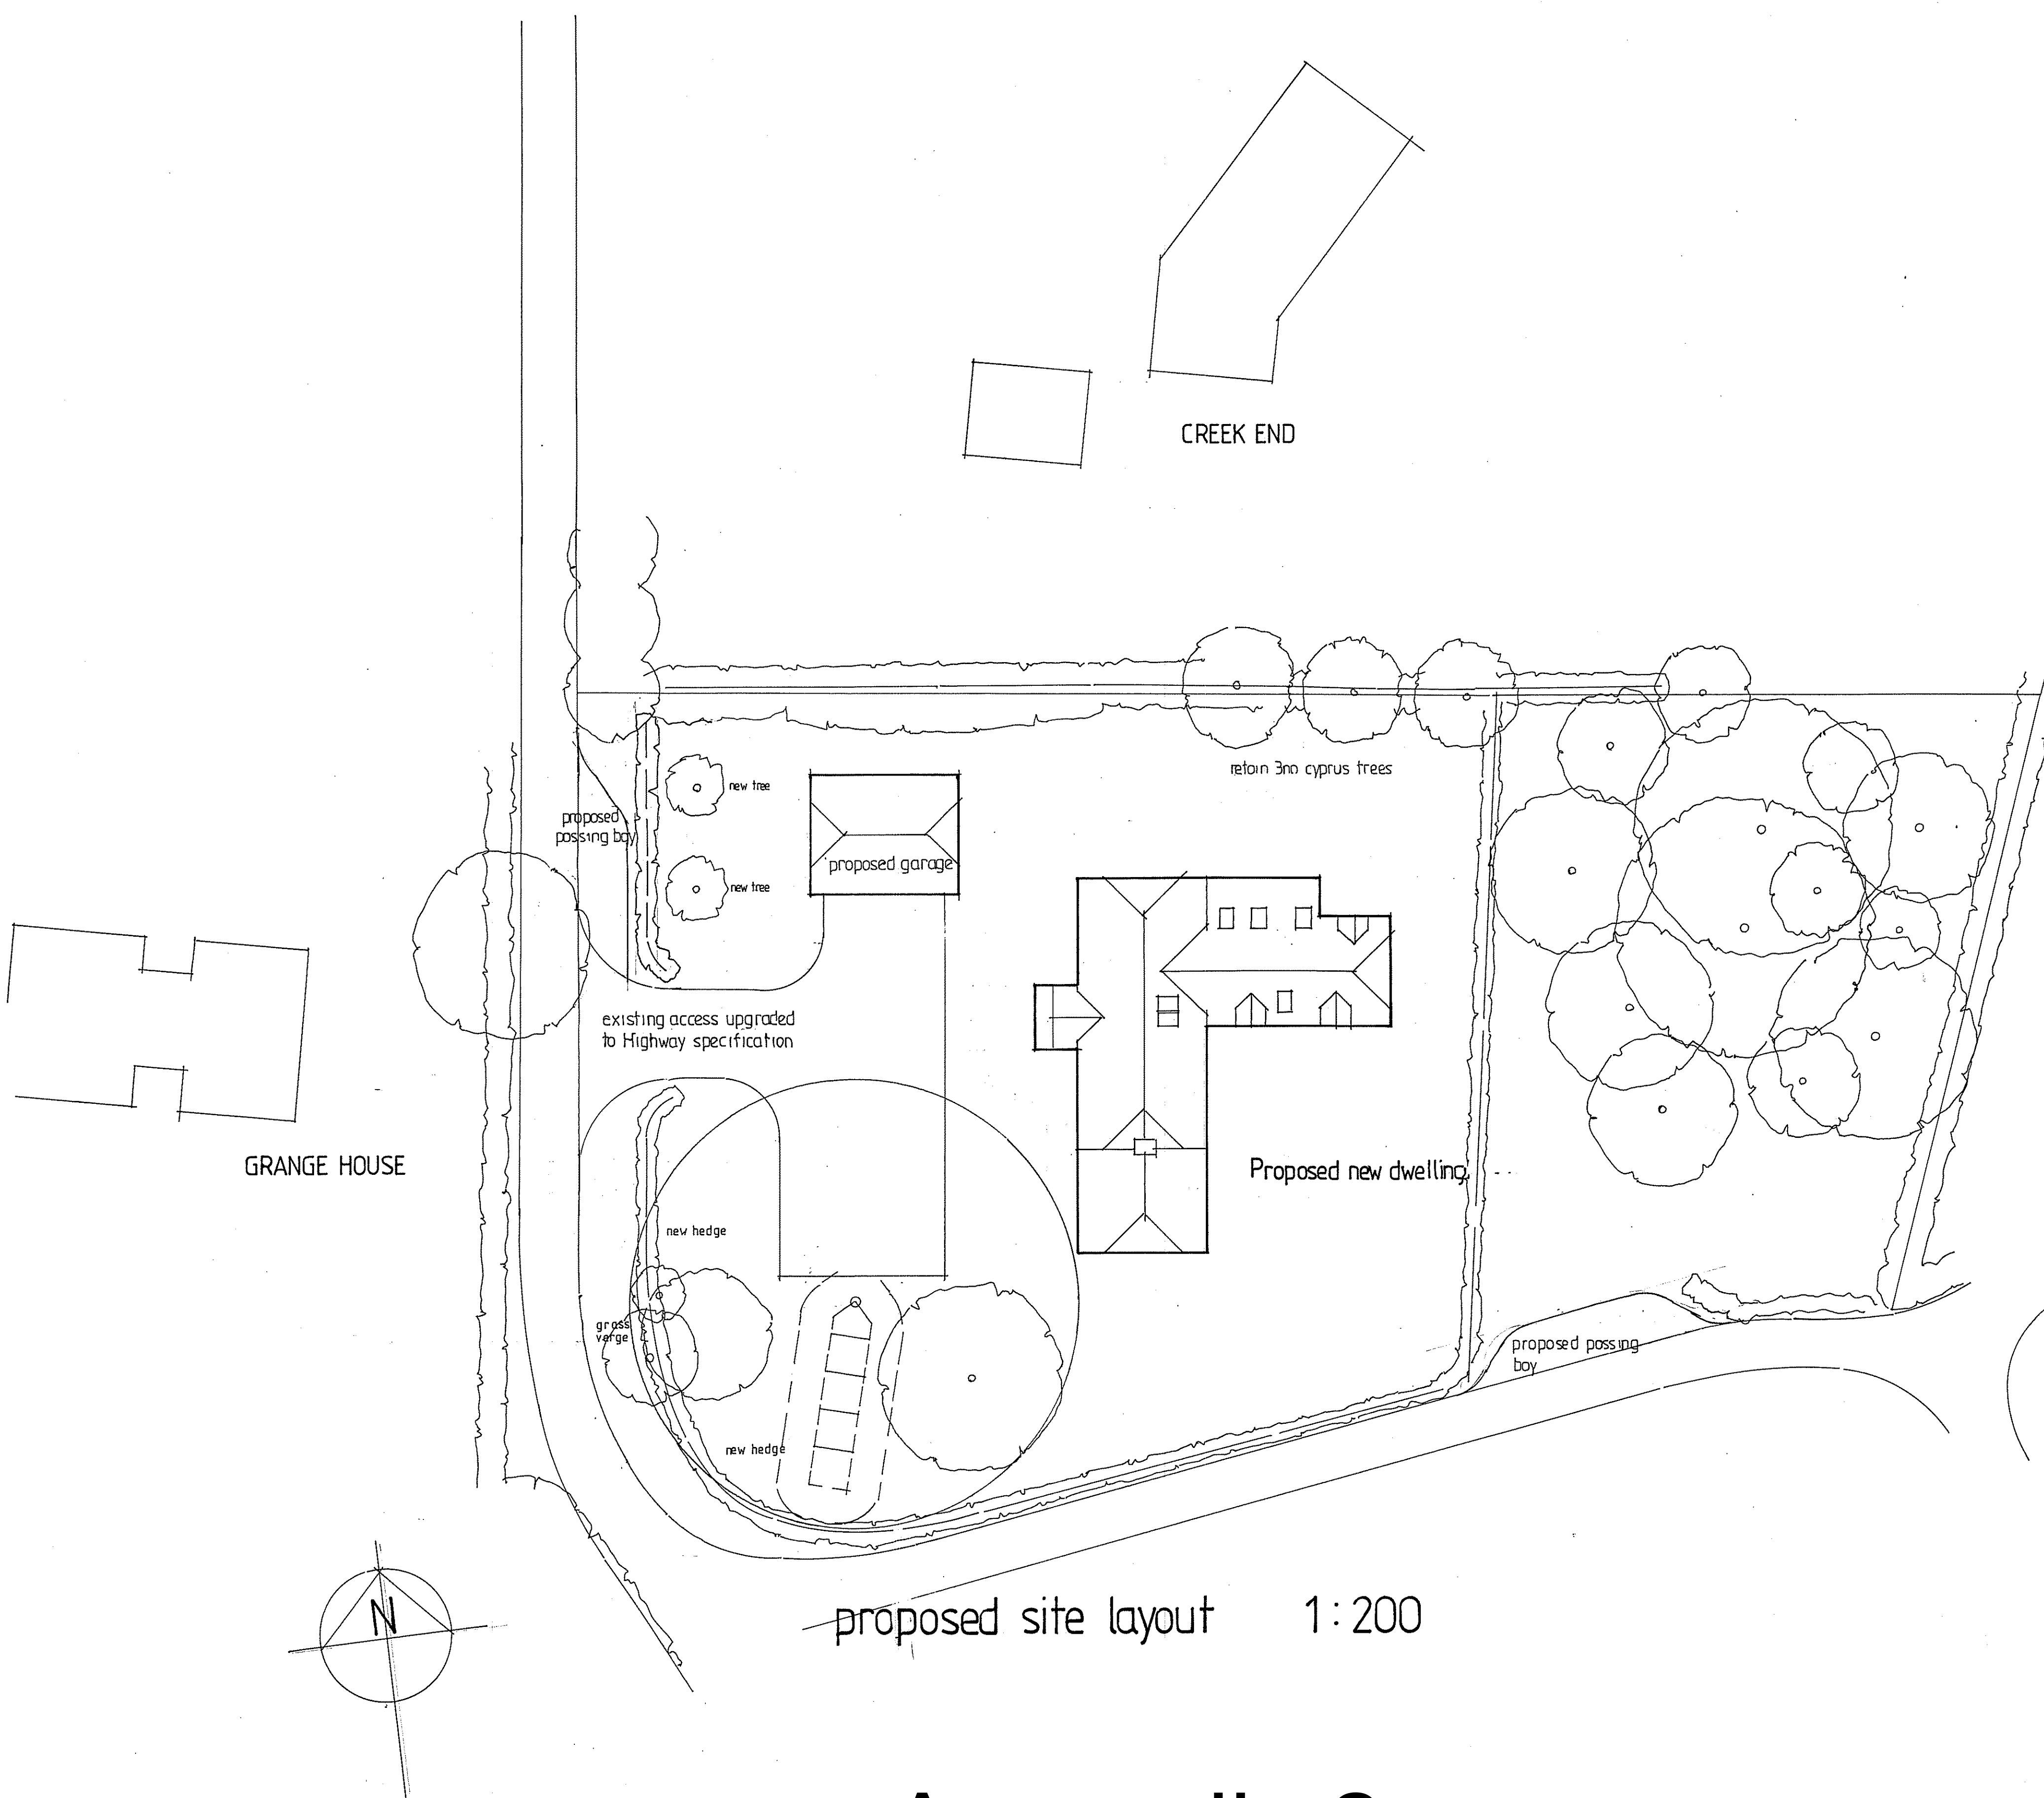 CREEK END
retain 3no cyprus trees
new tree
proposed
passing bay
proposed garage
new tree
existing access upgraded
to Highway specification
GRANGE HOUSE
Proposed new dwelling
new hedge
grass
verge
proposed passing
bay
new hedge
N
proposed site layout 1:200